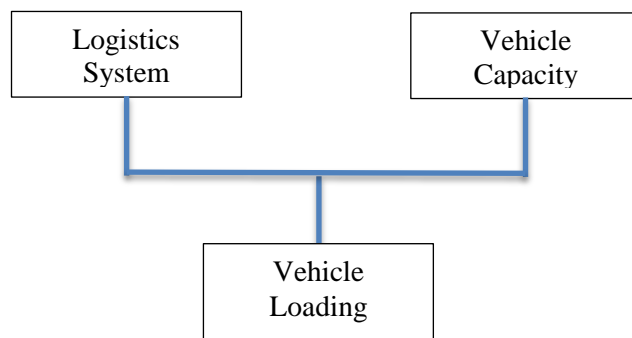 Logistics
System
Vehicle
Capacity
Vehicle
Loading